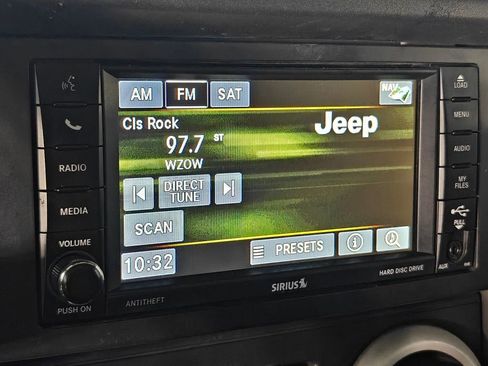 AM FM SAT NAV
LOAD
Cls Rock
Jeep
MENU
97.7 ST
WZOW
AUDIO
RADIO
DIRECT
TUNE
MY
FILES
MEDIA
SCAN
PULL
VOLUME
PRESETS
10:32
AUX
PUSH ON
ANTITHEFT
SIRIUS
HARD DISC DRIVE